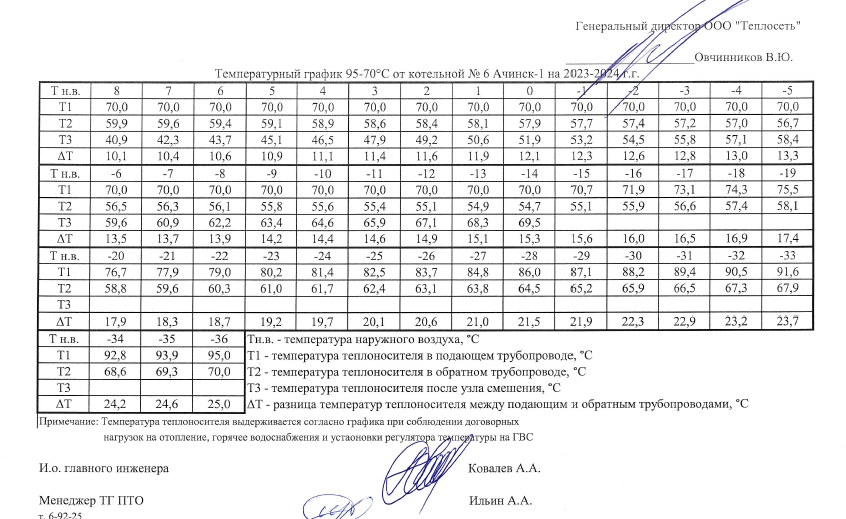 Генеральный директор ООО "Теплосеть"
Овчинников В.Ю.
Температурный график 95-70°С от котельной № 6 Ачинск-1 на 2023-2024 г.г.
Т н.в. 8 7 6 5 4 3 2 1 0 -1 -2 -3 -4 -5
Т1 70,0 70,0 70,0 70,0 70,0 70,0 70,0 70,0 70,0 70,0 70,0 70,0 70,0 70,0
Т2 59,9 59,6 59,4 59,1 58,9 58,6 58,4 58,1 57,9 57,7 57,4 57,2 57,0 56,7
Т3 40,9 42,3 43,7 45,1 46,5 47,9 49,2 50,6 51,9 53,2 54,5 55,8 57,1 58,4
ΔТ 10,1 10,4 10,6 10,9 11,1 11,4 11,6 11,9 12,1 12,3 12,6 12,8 13,0 13,3
Т н.в. -6 -7 -8 -9 -10 -11 -12 -13 -14 -15 -16 -17 -18 -19
Т1 70,0 70,0 70,0 70,0 70,0 70,0 70,0 70,0 70,0 70,7 71,9 73,1 74,3 75,5
Т2 56,5 56,3 56,1 55,8 55,6 55,4 55,1 54,9 54,7 55,1 55,9 56,6 57,4 58,1
Т3 59,6 60,9 62,2 63,4 64,6 65,9 67,1 68,3 69,5
ΔТ 13,5 13,7 13,9 14,2 14,4 14,6 14,9 15,1 15,3 15,6 16,0 16,5 16,9 17,4
Т н.в. -20 -21 -22 -23 -24 -25 -26 -27 -28 -29 -30 -31 -32 -33
Т1 76,7 77,9 79,0 80,2 81,4 82,5 83,7 84,8 86,0 87,1 88,2 89,4 90,5 91,6
Т2 58,8 59,6 60,3 61,0 61,7 62,4 63,1 63,8 64,5 65,2 65,9 66,5 67,3 67,9
Т3
ΔТ 17,9 18,3 18,7 19,2 19,7 20,1 20,6 21,0 21,5 21,9 22,3 22,9 23,2 23,7
Т н.в. -34 -35 -36 Тн.в. - температура наружного воздуха, °С
Т1 92,8 93,9 95,0 Т1 - температура теплоносителя в подающем трубопроводе, °С
Т2 68,6 69,3 70,0 Т2 - температура теплоносителя в обратном трубопроводе, °С
Т3 Т3 - температура теплоносителя после узла смешения, °С
ΔТ 24,2 24,6 25,0 ΔТ - разница температур теплоносителя между подающим и обратным трубопроводами, °С
Примечание: Температура теплоносителя выдерживается согласно графика при соблюдении договорных
нагрузок на отопление, горячее водоснабжения и устаоновки регулятора температуры на ГВС
И.о. главного инженера Ковалев А.А.
Менеджер ТГ ПТО Ильин А.А.
т. 6-92-25